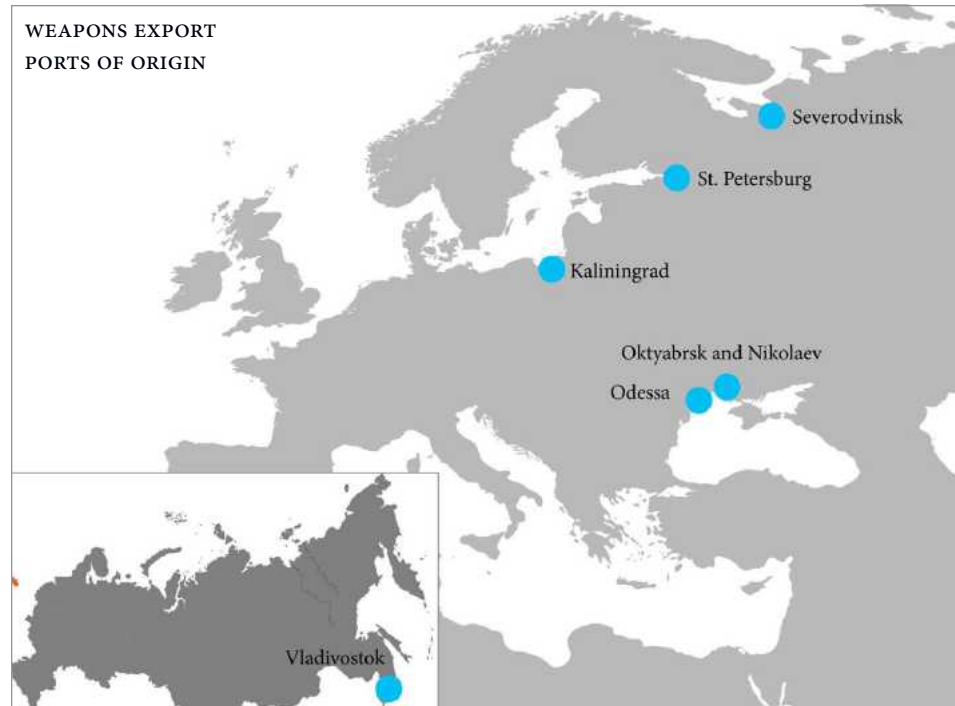 WEAPONS EXPORT
PORTS OF ORIGIN
Severodvinsk
St. Petersburg
Kaliningrad
Oktyabrsk and Nikolaev
Odessa
Vladivostok